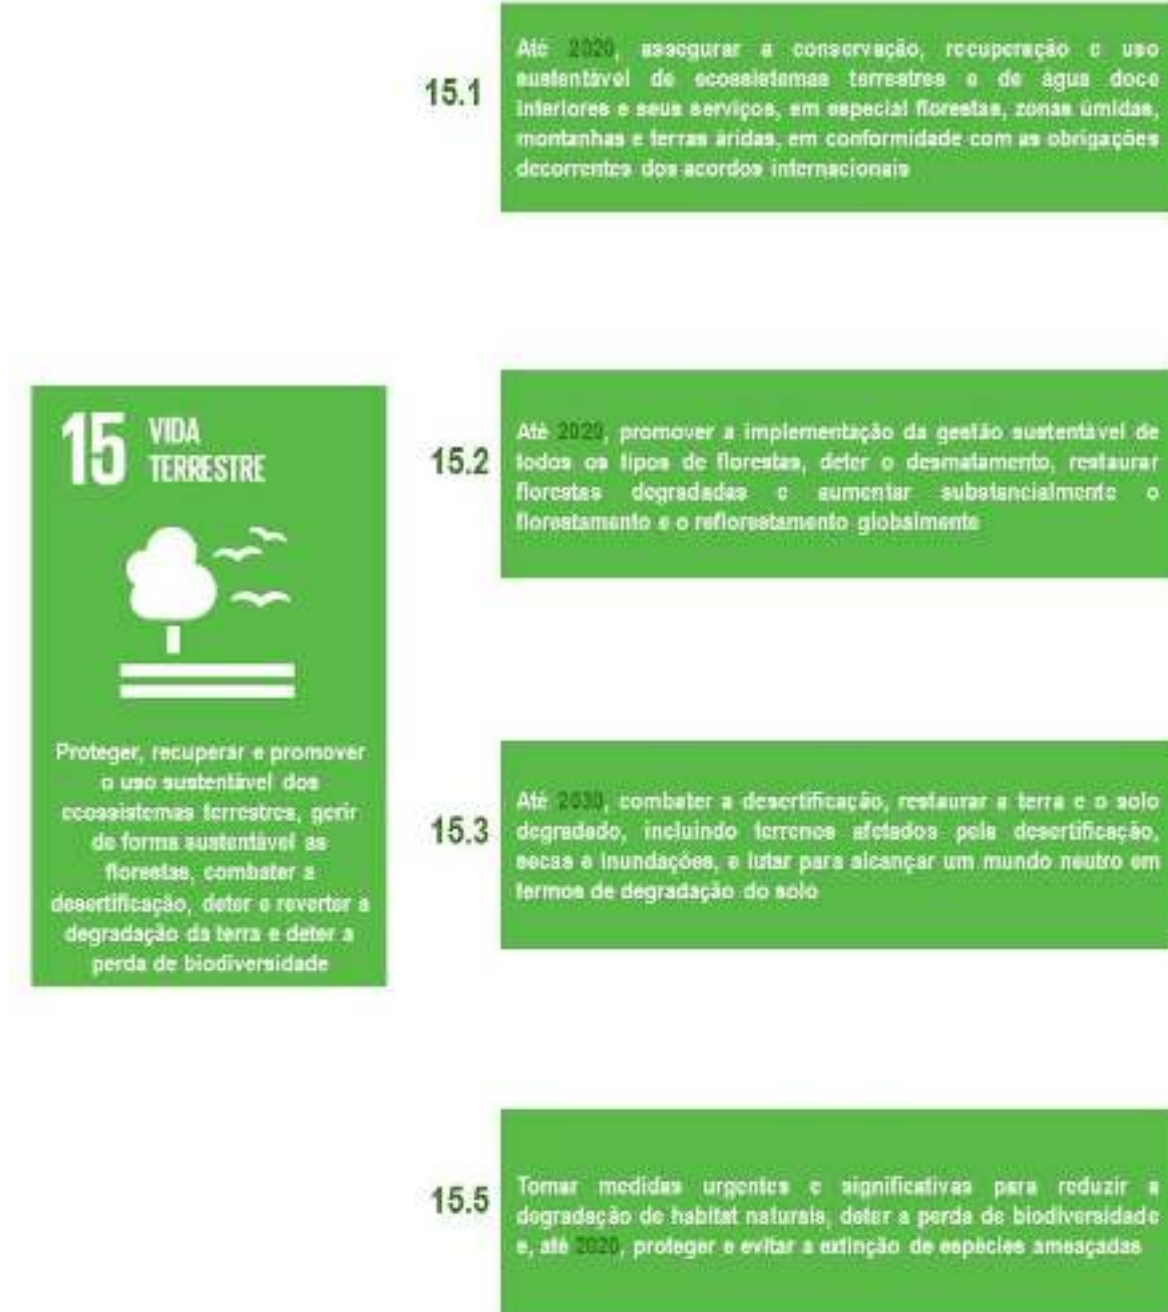 15.1
Até 2020, assegurar a conservação, recuperação e uso
sustentável de ecossistemas terrestres e de água doce
interiores e seus serviços, em especial florestas, zonas úmidas,
montanhas e terras áridas, em conformidade com as obrigações
decorrentes dos acordos internacionais
15 VIDA
TERRESTRE
Proteger, recuperar e promover
o uso sustentável dos
ecossistemas terrestres, gerir
de forma sustentável as
florestas, combater a
desertificação, deter e reverter a
degradação da terra e deter a
perda de biodiversidade
15.2
Até 2020, promover a implementação da gestão sustentável de
todos os tipos de florestas, deter o desmatamento, restaurar
florestas degradadas e aumentar substancialmente o
florestamento e o reflorestamento globalmente
15.3
Até 2030, combater a desertificação, restaurar a terra e o solo
degradado, incluindo terrenos afetados pela desertificação,
secas e inundações, e lutar para alcançar um mundo neutro em
termos de degradação do solo
15.5
Tomar medidas urgentes e significativas para reduzir a
degradação de habitat naturais, deter a perda de biodiversidade
e, até 2020, proteger e evitar a extinção de espécies ameaçadas